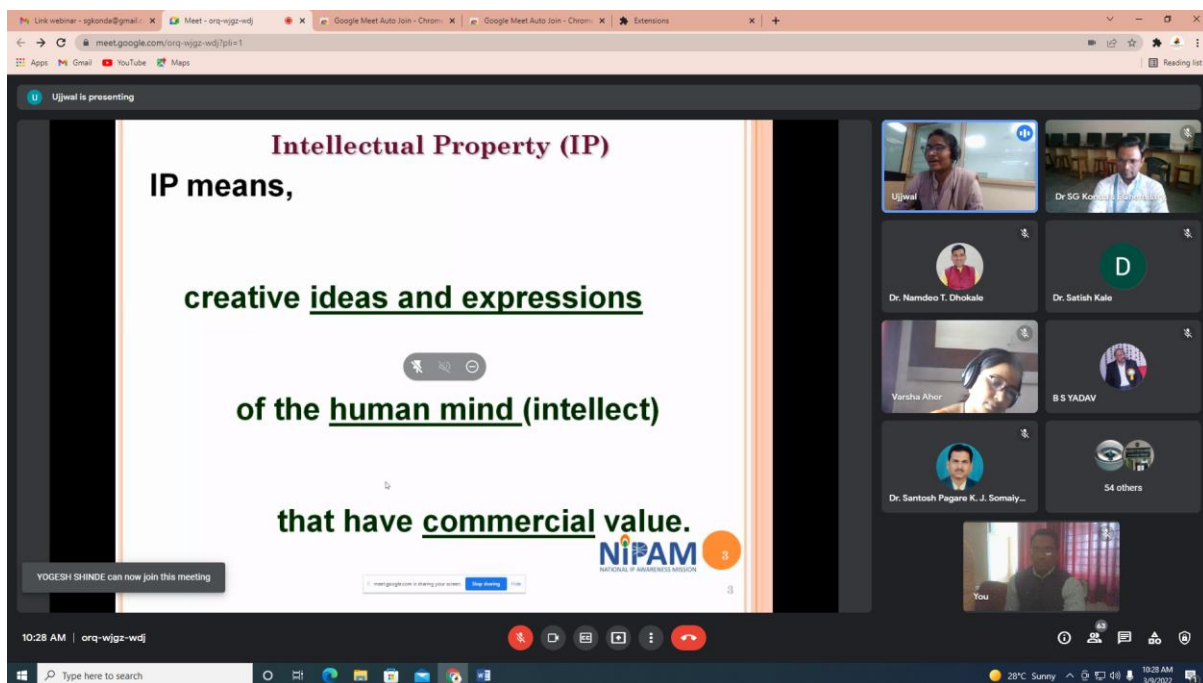 Link webinar - sgkonda@gmail.c
Meet - orq-wjgz-wdj
Google Meet Auto Join - Chrom
Google Meet Auto Join - Chrom
Extensions
meet.google.com/orq-wjgz-wdj?pli=1
Apps Gmail YouTube Maps
Reading list
U Ujjwal is presenting
Intellectual Property (IP)
IP means,
creative ideas and expressions
of the human mind (intellect)
that have commercial value.
NiPAM
NATIONAL IP AWARENESS MISSION
3
3
meet.google.com is sharing your screen. Stop sharing Hide
YOGESH SHINDE can now join this meeting
Ujjwal
Dr SG
Dr. Namdeo T. Dhokale
D
Dr. Satish Kale
Varsha Aher
B S YADAV
Dr. Santosh Pagare K. J. Somaiy...
54 others
You
10:28 AM | orq-wjgz-wdj
63
Type here to search
28°C Sunny
10:28 AM
3/9/2022